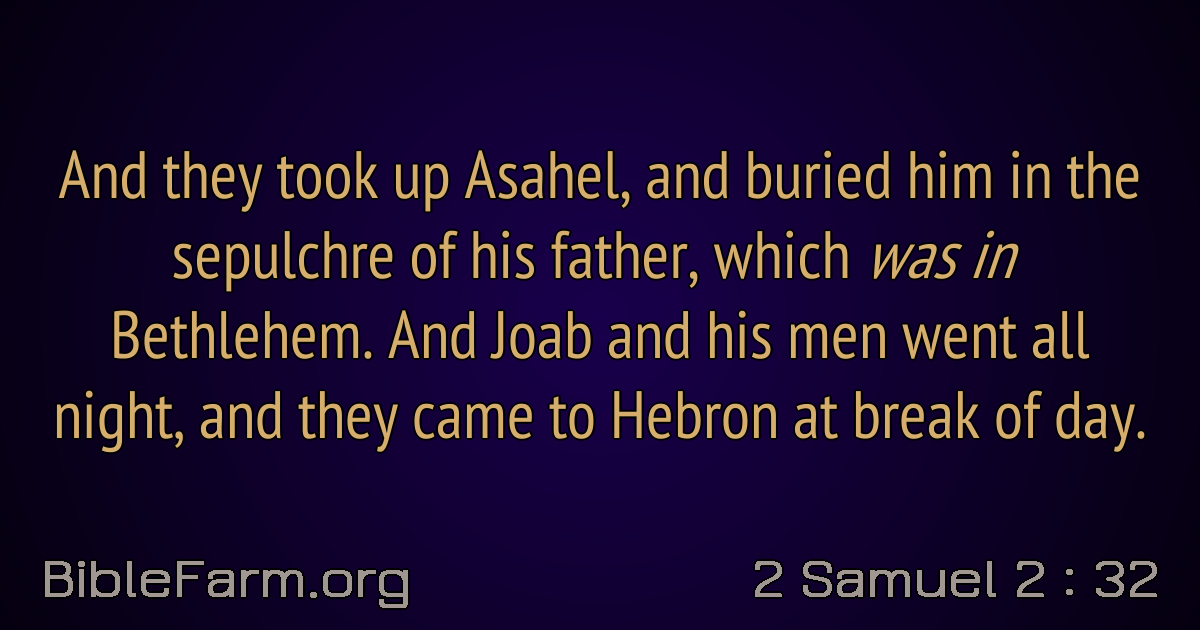 And they took up Asahel, and buried him in the
sepulchre of his father, which was in
Bethlehem. And Joab and his men went all
night, and they came to Hebron at break of day.
BibleFarm.org
2 Samuel 2 : 32